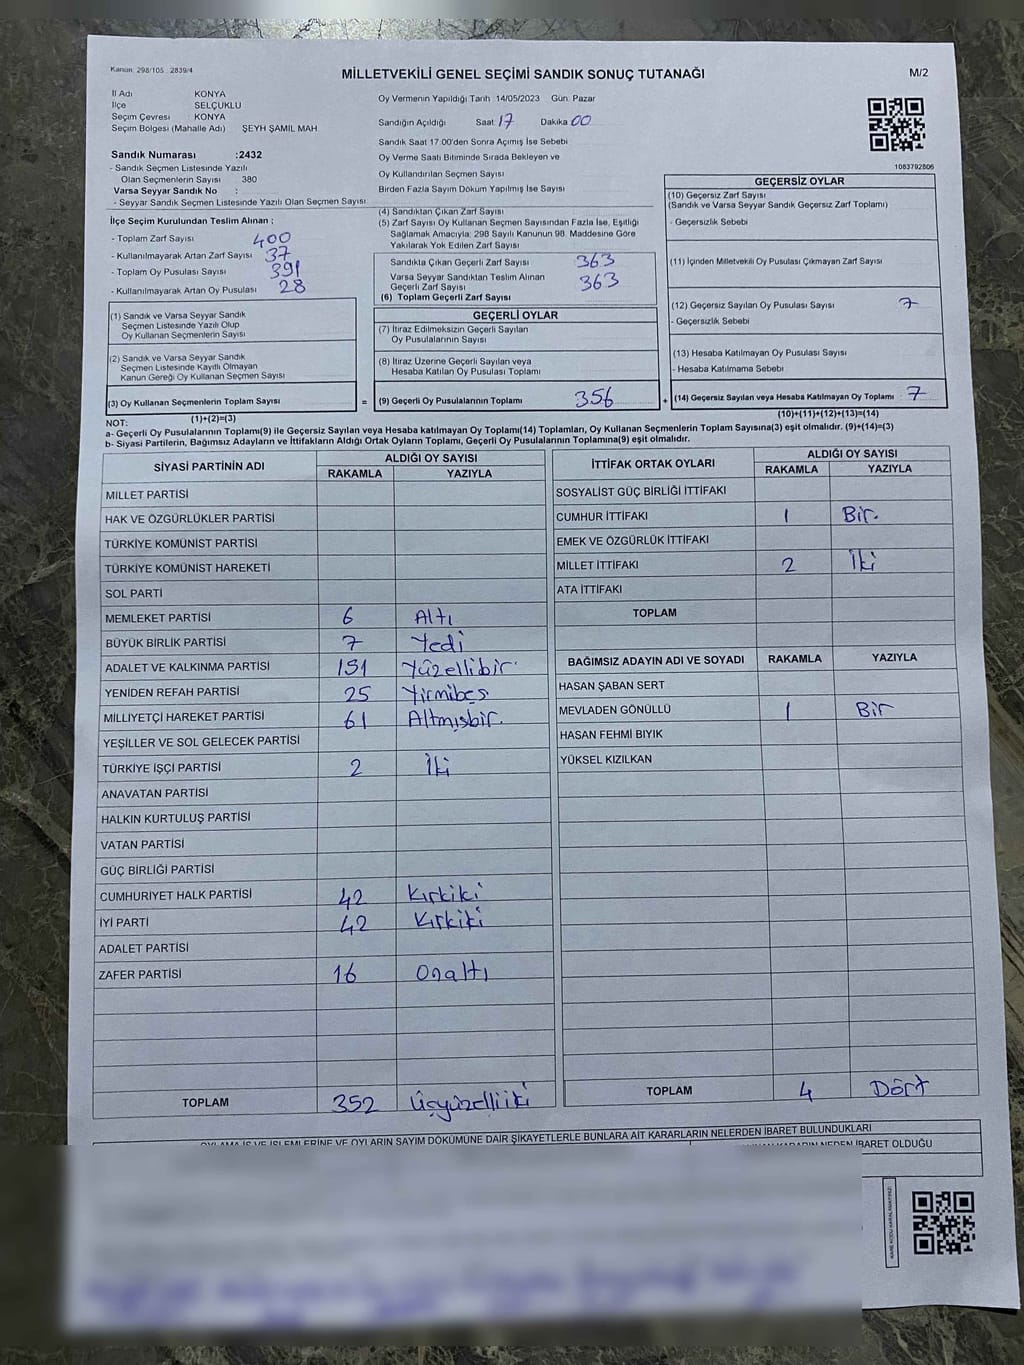 Kanun: 298/105 2839/4
MİLLETVEKİLİ GENEL SEÇİMİ SANDIK SONUÇ TUTANAĞI
M/2
İl Adı KONYA
İlçe SELÇUKLU
Seçim Çevresi KONYA
Seçim Bölgesi (Mahalle Adı) ŞEYH ŞAMİL MAH.
Sandık Numarası :2432
- Sandık Seçmen Listesinde Yazılı
Olan Seçmenlerin Sayısı : 380
Varsa Seyyar Sandık No :
- Seyyar Sandık Seçmen Listesinde Yazılı Olan Seçmen Sayısı
Oy Vermenin Yapıldığı Tarih 14/05/2023 Gün: Pazar
Sandığın Açıldığı Saat 17 Dakika 00
Sandık Saat 17:00'den Sonra Açımış İse Sebebi
Oy Verme Saati Bitiminde Sırada Bekleyen ve
Oy Kullandırılan Seçmen Sayısı
Birden Fazla Sayım Döküm Yapılmış İse Sayısı
1083792806
İlçe Seçim Kurulundan Teslim Alınan :
- Toplam Zarf Sayısı 400
- Kullanılmayarak Artan Zarf Sayısı 37
- Toplam Oy Pusulası Sayısı 391
- Kullanılmayarak Artan Oy Pusulası 28
(4) Sandıktan Çıkan Zarf Sayısı
(5) Zarf Sayısı Oy Kullanan Seçmen Sayısından Fazla İse, Eşitliği
Sağlamak Amacıyla, 298 Sayılı Kanunun 98. Maddesine Göre
Yakılarak Yok Edilen Zarf Sayısı
Sandıkta Çıkan Geçerli Zarf Sayısı 363
Varsa Seyyar Sandıktan Teslim Alınan
Geçerli Zarf Sayısı 363
(6) Toplam Geçerli Zarf Sayısı
GEÇERSİZ OYLAR
(10) Geçersiz Zarf Sayısı
(Sandık ve Varsa Seyyar Sandık Geçersiz Zarf Toplamı)
- Geçersizlik Sebebi
(11) İçinden Milletvekili Oy Pusulası Çıkmayan Zarf Sayısı
(12) Geçersiz Sayılan Oy Pusulası Sayısı 7
- Geçersizlik Sebebi
(13) Hesaba Katılmayan Oy Pusulası Sayısı
- Hesaba Katılmama Sebebi
(14) Geçersiz Sayılan veya Hesaba Katılmayan Oy Toplamı : 7
(10)+(11)+(12)+(13)=(14)
(1) Sandık ve Varsa Seyyar Sandık
Seçmen Listesinde Yazılı Olup
Oy Kullanan Seçmenlerin Sayısı
(2) Sandık ve Varsa Seyyar Sandık
Seçmen Listesinde Kayıtlı Olmayan
Kanun Gereği Oy Kullanan Seçmen Sayısı
(3) Oy Kullanan Seçmenlerin Toplam Sayısı =
(1)+(2)=(3)
GEÇERLİ OYLAR
(7) İtiraz Edilmeksizin Geçerli Sayılan
Oy Pusulalarının Sayısı
(8) İtiraz Üzerine Geçerli Sayılan veya
Hesaba Katılan Oy Pusulası Toplamı
(9) Geçerli Oy Pusulalarının Toplamı 356 +
NOT:
a- Geçerli Oy Pusulalarının Toplamı(9) ile Geçersiz Sayılan veya Hesaba katılmayan Oy Toplamı(14) Toplamları, Oy Kullanan Seçmenlerin Toplam Sayısına(3) eşit olmalıdır. (9)+(14)=(3)
b- Siyasi Partilerin, Bağımsız Adayların ve İttifakların Aldığı Ortak Oyların Toplamı, Geçerli Oy Pusulalarının Toplamına(9) eşit olmalıdır.
SİYASİ PARTİNİN ADI ALDIĞI OY SAYISI
RAKAMLA YAZIYLA
MİLLET PARTİSİ
HAK VE ÖZGÜRLÜKLER PARTİSİ
TÜRKİYE KOMÜNİST PARTİSİ
TÜRKİYE KOMÜNİST HAREKETİ
SOL PARTİ
MEMLEKET PARTİSİ 6 Altı
BÜYÜK BİRLİK PARTİSİ 7 Yedi
ADALET VE KALKINMA PARTİSİ 151 Yüzellibir.
YENİDEN REFAH PARTİSİ 25 Yirmibeş
MİLLİYETÇİ HAREKET PARTİSİ 61 Altmışbir.
YEŞİLLER VE SOL GELECEK PARTİSİ
TÜRKİYE İŞÇİ PARTİSİ 2 İki
ANAVATAN PARTİSİ
HALKIN KURTULUŞ PARTİSİ
VATAN PARTİSİ
GÜÇ BİRLİĞİ PARTİSİ
CUMHURİYET HALK PARTİSİ 42 Kırkiki
İYİ PARTİ 42 Kırkiki
ADALET PARTİSİ
ZAFER PARTİSİ 16 onaltı
TOPLAM 352 Üçyüzelliiki
İTTİFAK ORTAK OYLARI ALDIĞI OY SAYISI
RAKAMLA YAZIYLA
SOSYALİST GÜÇ BİRLİĞİ İTTİFAKI
CUMHUR İTTİFAKI 1 Bir.
EMEK VE ÖZGÜRLÜK İTTİFAKI
MİLLET İTTİFAKI 2 İki
ATA İTTİFAKI
TOPLAM
BAĞIMSIZ ADAYIN ADI VE SOYADI RAKAMLA YAZIYLA
HASAN ŞABAN SERT
MEVLADEN GÖNÜLLÜ 1 Bir
HASAN FEHMİ BIYIK
YÜKSEL KIZILKAN
TOPLAM 4 Dört
OYLAMA İŞ VE İŞLEMLERİNE VE OYLARIN SAYIM DÖKÜMÜNE DAİR ŞİKAYETLERLE BUNLARA AİT KARARLARIN NELERDEN İBARET BULUNDUKLARI
KARARIN NEDEN İBARET OLDUĞU